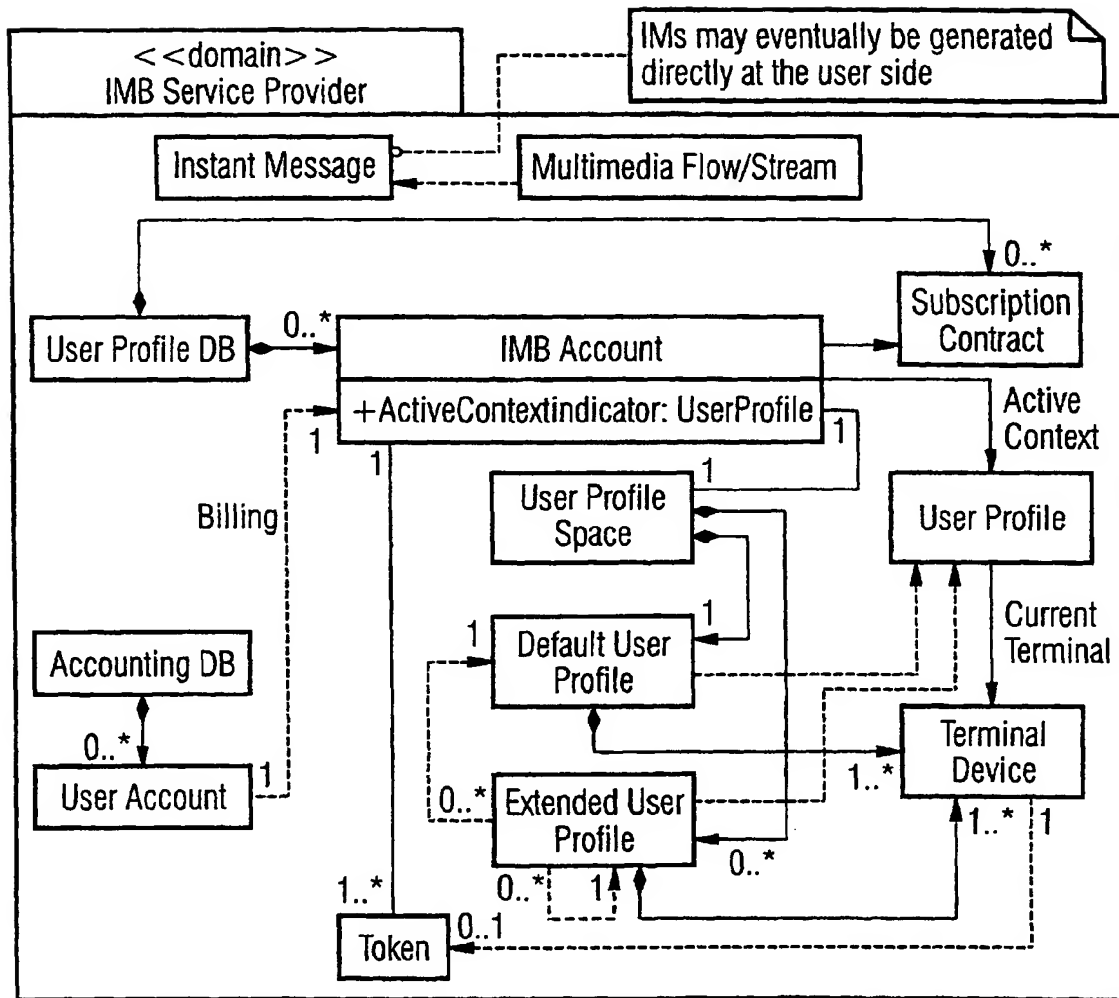 <<domain>>
IMB Service Provider
IMs may eventually be generated
directly at the user side
Instant Message
Multimedia Flow/Stream
0..*
Subscription
Contract
User Profile DB
0..*
IMB Account
+ActiveContextindicator: UserProfile
1
1
1
Active
Context
1
User Profile
Space
User Profile
Billing
1
1
Default User
Profile
Current
Terminal
Accounting DB
0..*
User Account
1
Terminal
Device
1..*
0..*
Extended User
Profile
1..*
1
0..*
0..*
1
1..*
0..1
Token